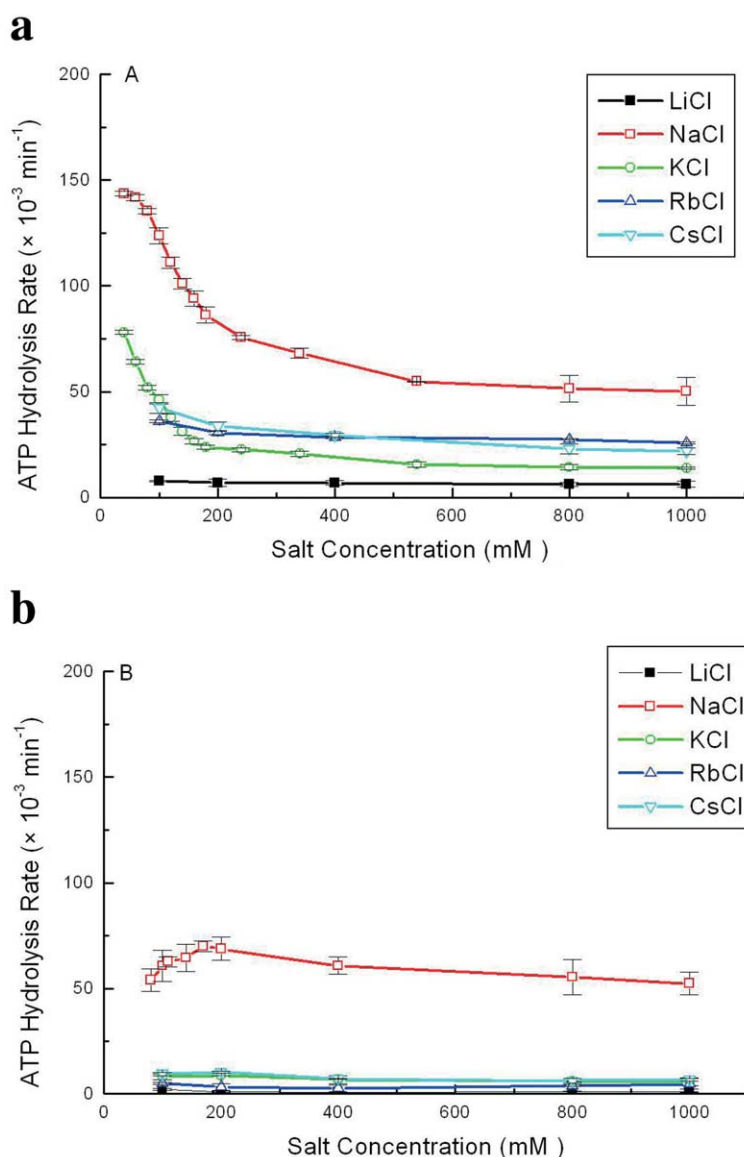 a
A
200
150
100
50
0
ATP Hydrolysis Rate (× 10⁻³ min⁻¹)
LiCl
NaCl
KCl
RbCl
CsCl
0 200 400 600 800 1000
Salt Concentration (mM )
b
B
200
150
100
50
0
ATP Hydrolysis Rate (× 10⁻³ min⁻¹)
LiCl
NaCl
KCl
RbCl
CsCl
0 200 400 600 800 1000
Salt Concentration (mM )